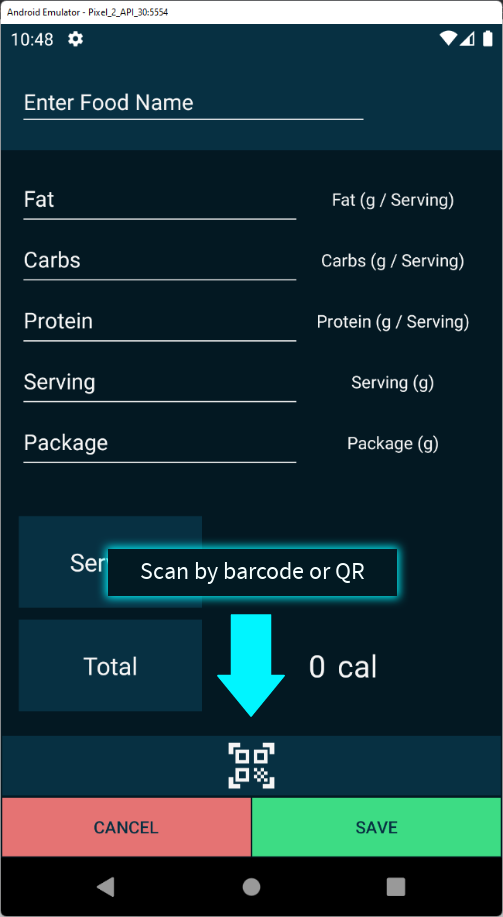 Android Emulator - Pixel_2_API_30:5554
10:48
Enter Food Name
Fat
Fat (g / Serving)
Carbs
Carbs (g / Serving)
Protein
Protein (g / Serving)
Serving
Serving (g)
Package
Package (g)
Scan by barcode or QR
Total
0 cal
CANCEL
SAVE